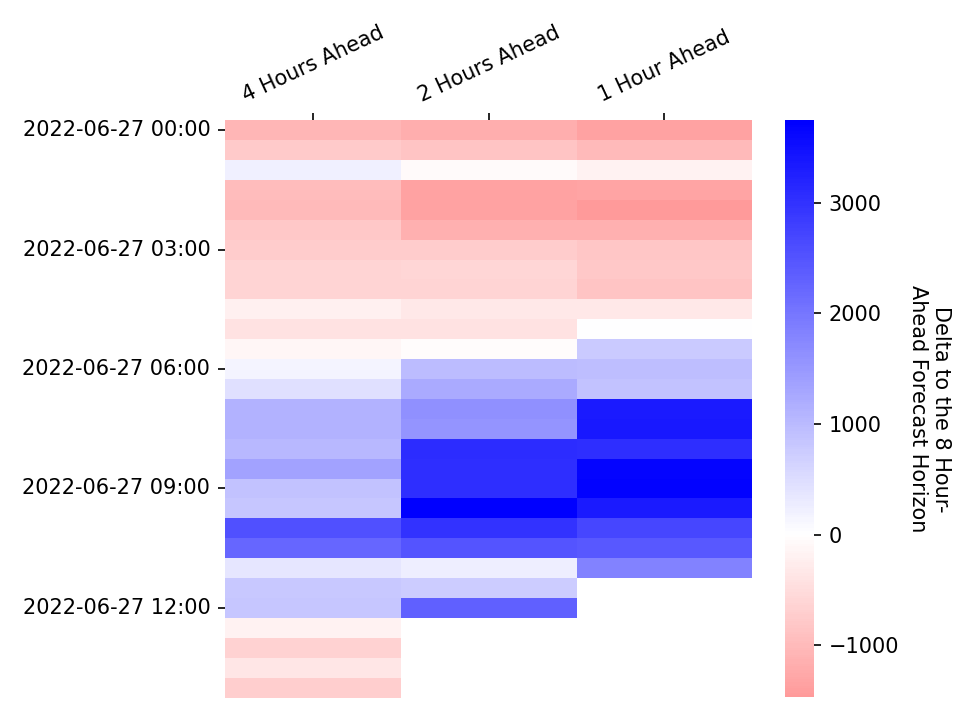 4 Hours Ahead
2 Hours Ahead
1 Hour Ahead
2022-06-27 00:00
2022-06-27 03:00
2022-06-27 06:00
2022-06-27 09:00
2022-06-27 12:00
3000
2000
1000
0
−1000
Delta to the 8 Hour-
Ahead Forecast Horizon